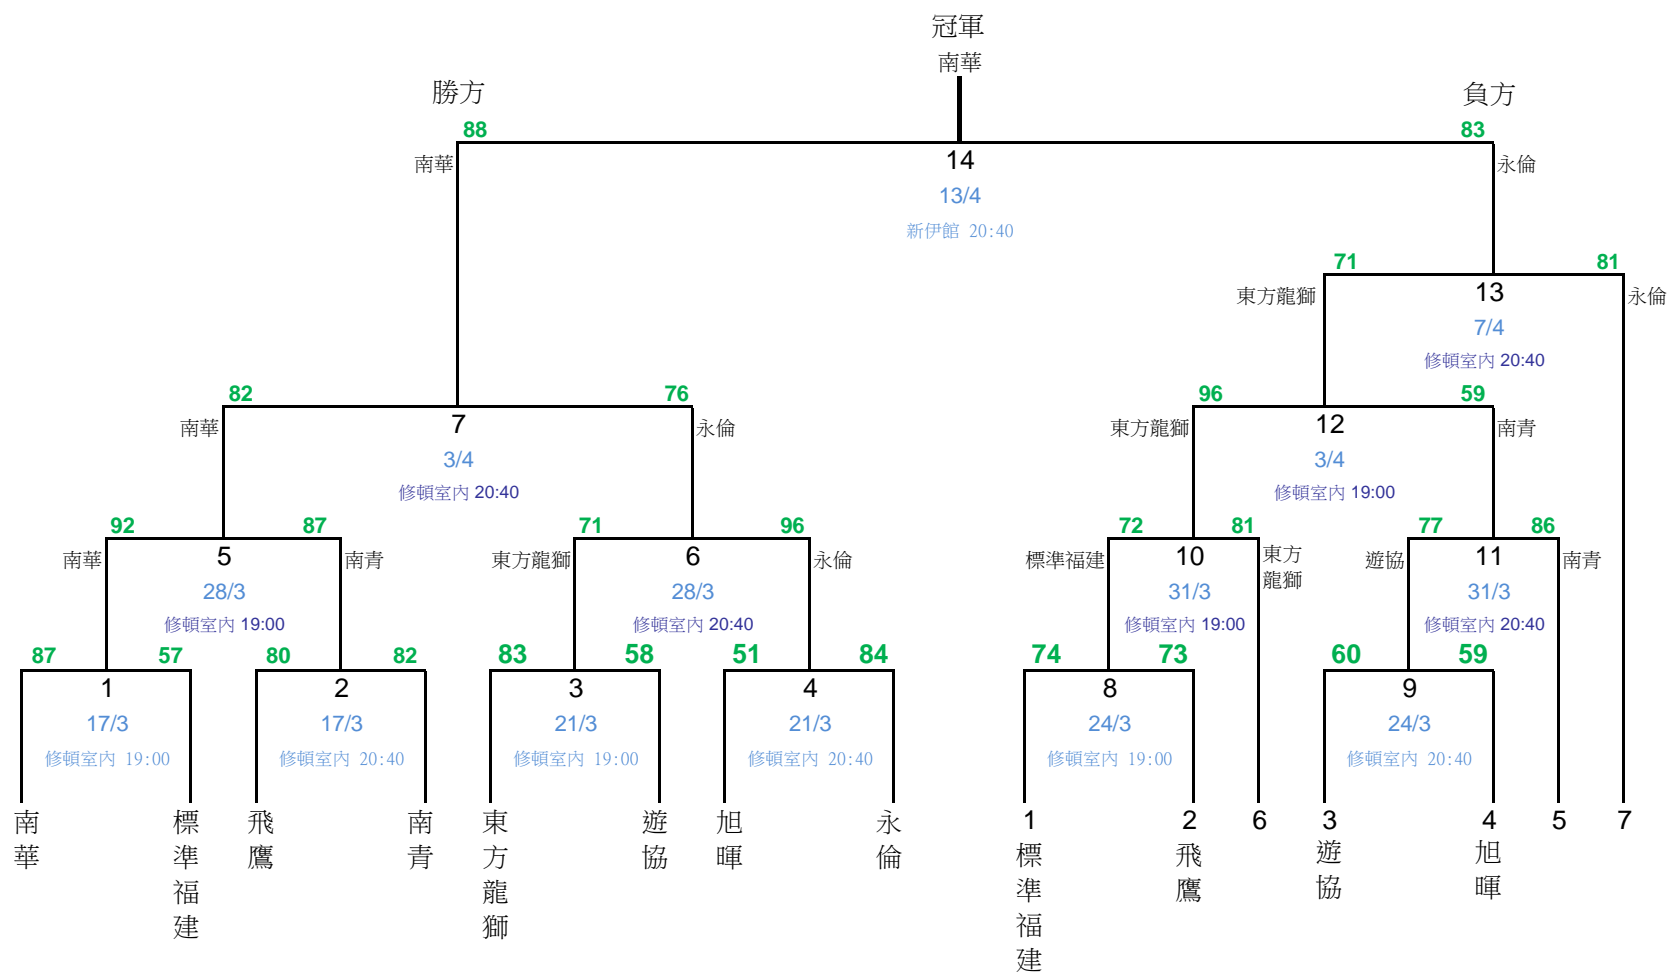 冠軍
南華
勝方
負方
88
83
南華
14
永倫
13/4
新伊館 20:40
71
81
東方龍獅
13
永倫
7/4
修頓室內 20:40
82
76
96
59
南華
7
永倫
東方龍獅
12
南青
3/4
3/4
修頓室內 20:40
修頓室內 19:00
92
87
71
96
72
81
77
86
南華
5
南青
東方龍獅
6
永倫
標準福建
10
東方
龍獅
遊協
11
南青
28/3
28/3
31/3
31/3
修頓室內 19:00
修頓室內 20:40
修頓室內 19:00
修頓室內 20:40
87
57
80
82
83
58
51
84
74
73
60
59
1
2
3
4
8
9
17/3
17/3
21/3
21/3
24/3
24/3
修頓室內 19:00
修頓室內 20:40
修頓室內 19:00
修頓室內 20:40
修頓室內 19:00
修頓室內 20:40
南華
標準福建
飛鷹
南青
東方龍獅
遊協
旭暉
永倫
1
標準福建
2
飛鷹
6
3
遊協
4
旭暉
5
7